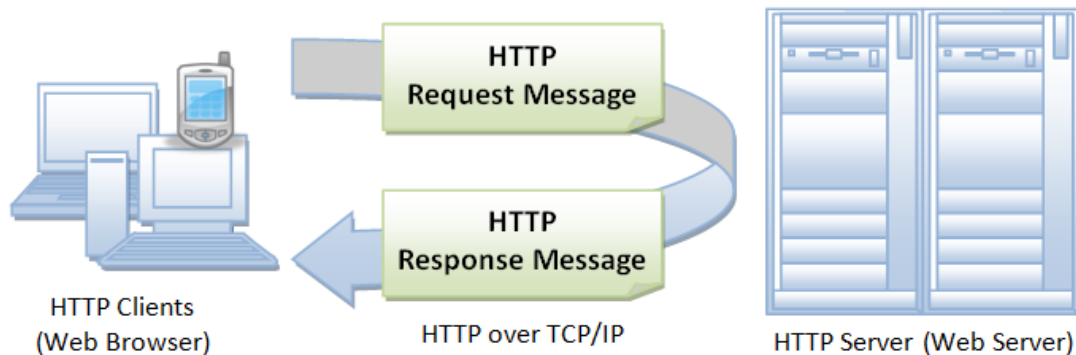 HTTP
Request Message
HTTP
Response Message
HTTP Clients
(Web Browser)
HTTP over TCP/IP
HTTP Server (Web Server)